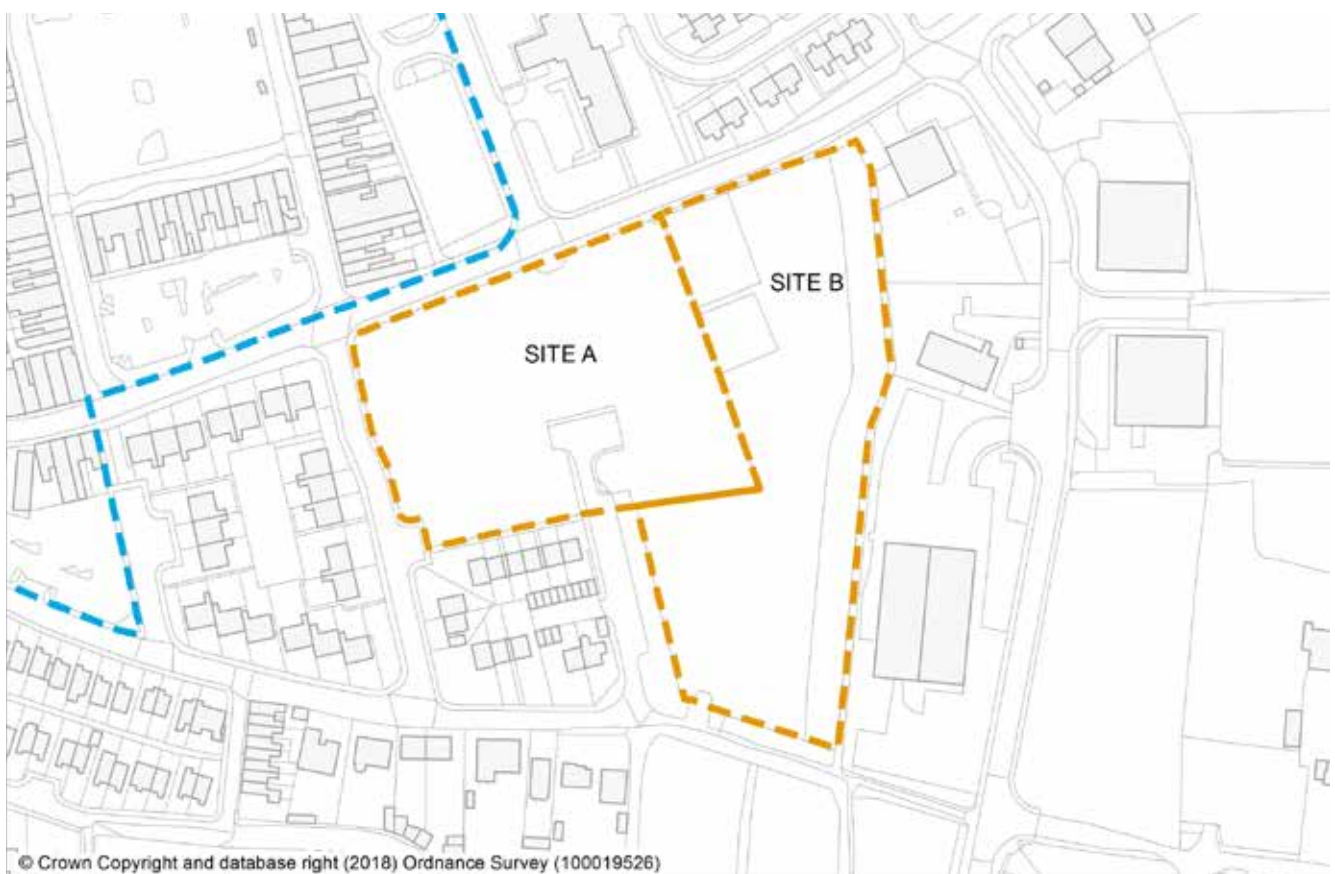 SITE B
SITE A
© Crown Copyright and database right (2018) Ordnance Survey (100019526)